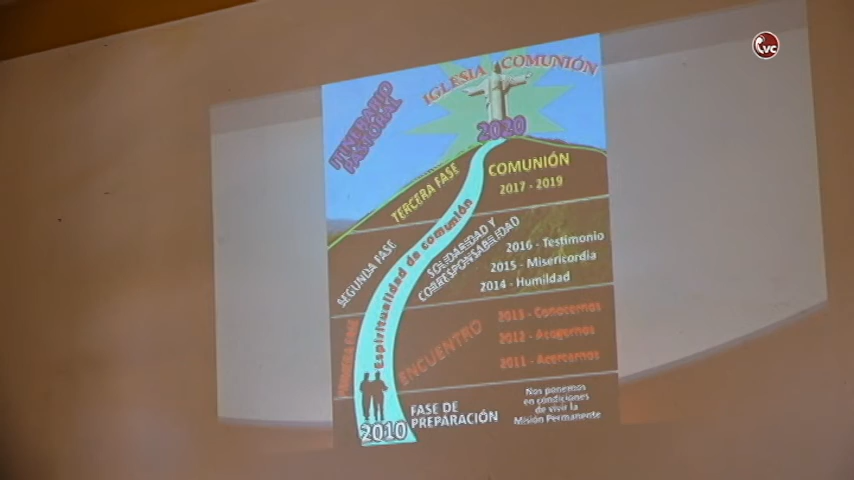 VC
ITINERARIO
PASTORAL
IGLESIA COMUNIÓN
2020
TERCERA FASE
COMUNIÓN
2017 - 2019
SEGUNDA FASE
Espiritualidad de comunión
SOLIDARIDAD Y
CORRESPONSABILIDAD
2016 - Testimonio
2015 - Misericordia
2014 - Humildad
PRIMERA FASE
ENCUENTRO
2013 - Conocernos
2012 - Acogernos
2011 - Acercarnos
2010
FASE DE
PREPARACIÓN
Nos ponemos
en condiciones
de vivir la
Misión Permanente